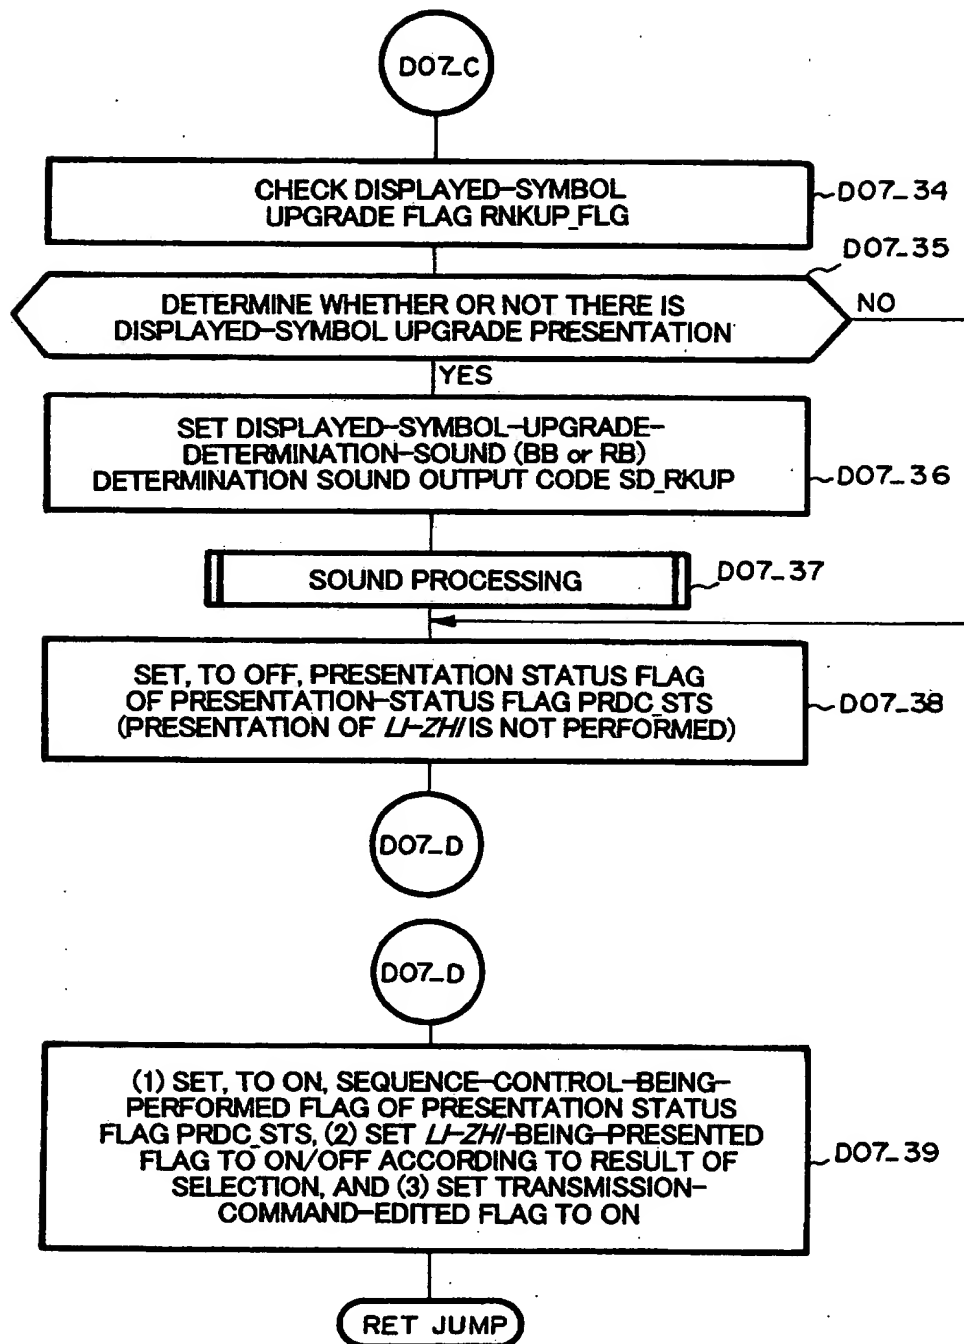 D07_C
CHECK DISPLAYED-SYMBOL
UPGRADE FLAG RNKUP_FLG
D07_34
D07_35
DETERMINE WHETHER OR NOT THERE IS
DISPLAYED-SYMBOL UPGRADE PRESENTATION
NO
YES
SET DISPLAYED-SYMBOL-UPGRADE-
DETERMINATION-SOUND (BB or RB)
DETERMINATION SOUND OUTPUT CODE SD_RKUP
D07_36
SOUND PROCESSING
D07_37
SET, TO OFF, PRESENTATION STATUS FLAG
OF PRESENTATION-STATUS FLAG PRDC_STS
(PRESENTATION OF LI-ZHI IS NOT PERFORMED)
D07_38
D07_D
D07_D
(1) SET, TO ON, SEQUENCE-CONTROL-BEING-
PERFORMED FLAG OF PRESENTATION STATUS
FLAG PRDC_STS, (2) SET LI-ZHI-BEING-PRESENTED
FLAG TO ON/OFF ACCORDING TO RESULT OF
SELECTION, AND (3) SET TRANSMISSION-
COMMAND-EDITED FLAG TO ON
D07_39
RET JUMP